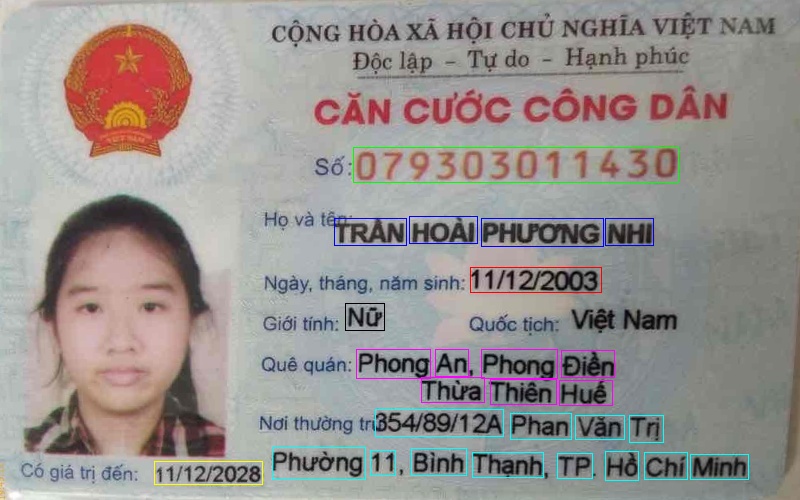 CỘNG HÒA XÃ HỘI CHỦ NGHĨA VIỆT NAM
Độc lập - Tự do - Hạnh phúc
CĂN CƯỚC CÔNG DÂN
Số: 079303011430
Họ và tên: TRẦN HOÀI PHƯƠNG NHI
Ngày, tháng, năm sinh: 11/12/2003
Giới tính: Nữ Quốc tịch: Việt Nam
Quê quán: Phong An, Phong Điền
Thừa Thiên Huế
Nơi thường trú: 354/89/12A Phan Văn Trị
Phường 11, Bình Thạnh, TP. Hồ Chí Minh
Có giá trị đến: 11/12/2028